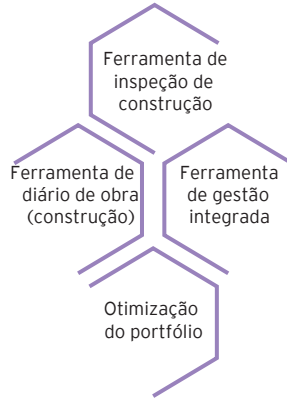 Ferramenta de
inspeção de
construção
Ferramenta de
diário de obra
(construção)
Ferramenta
de gestão
integrada
Otimização
do portfólio